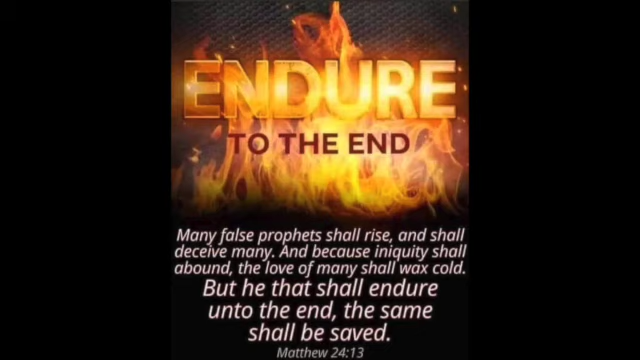 ENDURE
TO THE END
Many false prophets shall rise, and shall
deceive many. And because iniquity shall
abound, the love of many shall wax cold.
But he that shall endure
unto the end, the same
shall be saved.
Matthew 24:13